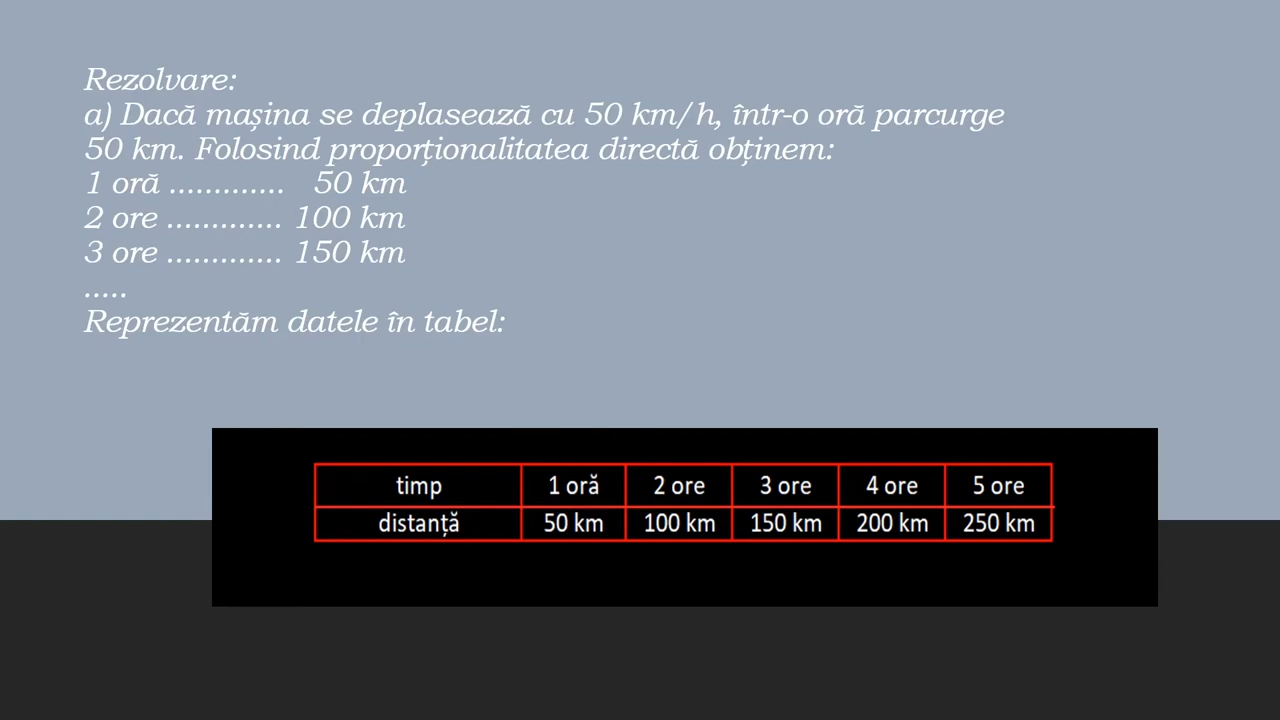 Rezolvare:
a) Dacă mașina se deplasează cu 50 km/h, într-o oră parcurge
50 km. Folosind proporționalitatea directă obținem:
1 oră ............. 50 km
2 ore ............. 100 km
3 ore ............. 150 km
.....
Reprezentăm datele în tabel:
timp 1 oră 2 ore 3 ore 4 ore 5 ore
distanță 50 km 100 km 150 km 200 km 250 km